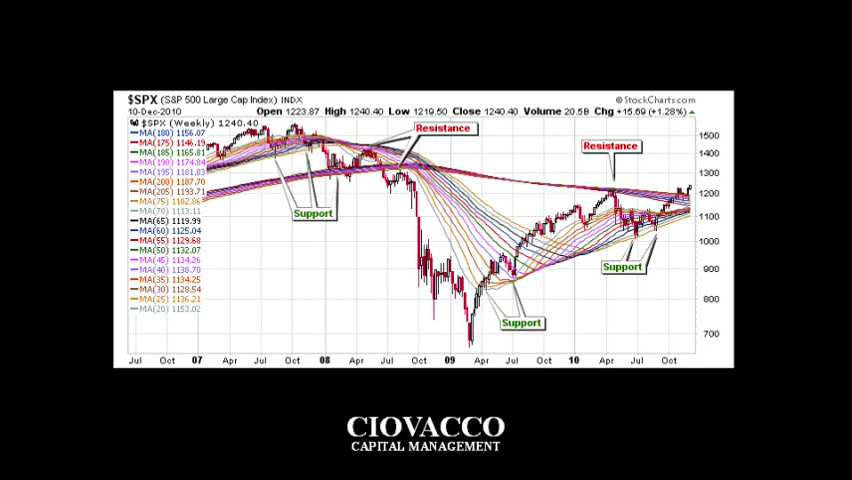 $SPX (S&P 500 Large Cap Index) INDX
© StockCharts.com
10-Dec-2010
Open 1223.87 High 1240.40 Low 1219.50 Close 1240.40 Volume 20.5B Chg +15.69 (+1.28%)
$SPX (Weekly) 1240.40
MA(180) 1156.07
MA(175) 1146.19
MA(185) 1165.81
MA(190) 1174.84
MA(195) 1181.83
MA(200) 1187.70
MA(205) 1193.71
MA(75) 1102.86
MA(70) 1113.11
MA(65) 1119.99
MA(60) 1125.04
MA(55) 1129.68
MA(50) 1132.07
MA(45) 1134.26
MA(40) 1138.70
MA(35) 1134.25
MA(30) 1128.54
MA(25) 1136.21
MA(20) 1153.02
Resistance
Resistance
Support
Support
Support
1500
1400
1300
1200
1100
1000
900
800
700
Jul Oct 07 Apr Jul Oct 08 Apr Jul Oct 09 Apr Jul Oct 10 Apr Jul Oct
CIOVACCO
CAPITAL MANAGEMENT